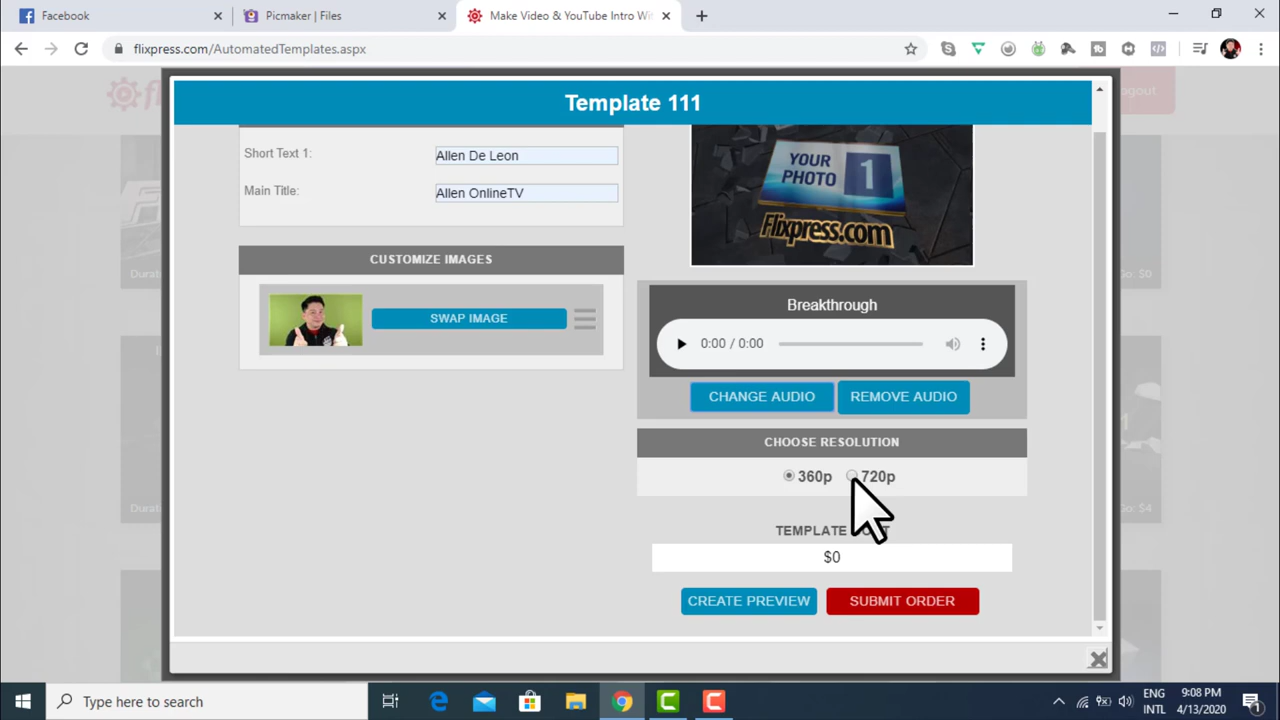 Facebook
Picmaker | Files
Make Video & YouTube Intro Wi
flixpress.com/AutomatedTemplates.aspx
Logout
Template 111
Short Text 1:
Allen De Leon
Main Title:
Allen OnlineTV
YOUR
PHOTO
1
Flixpress.com
CUSTOMIZE IMAGES
SWAP IMAGE
Breakthrough
0:00 / 0:00
CHANGE AUDIO
REMOVE AUDIO
CHOOSE RESOLUTION
360p
720p
TEMPLATE
$0
CREATE PREVIEW
SUBMIT ORDER
Type here to search
ENG
INTL
9:08 PM
4/13/2020
1